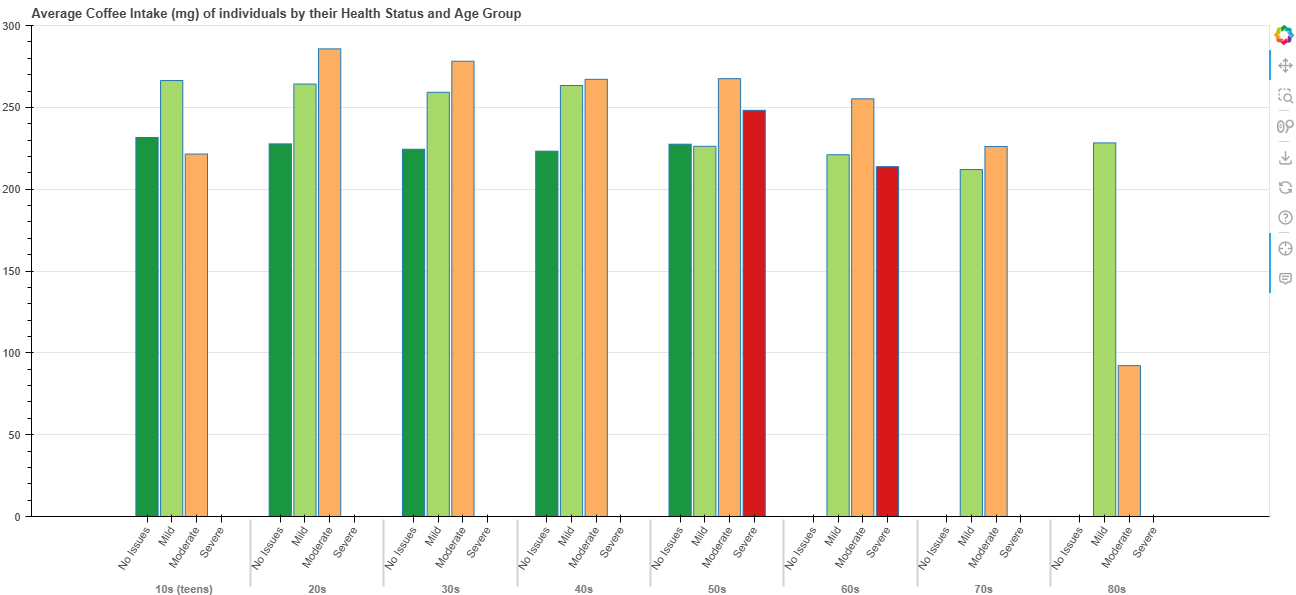 Average Coffee Intake (mg) of individuals by their Health Status and Age Group
300
250
200
150
100
50
0
No Issues Mild Moderate Severe No Issues Mild Moderate Severe No Issues Mild Moderate Severe No Issues Mild Moderate Severe No Issues Mild Moderate Severe No Issues Mild Moderate Severe No Issues Mild Moderate Severe No Issues Mild Moderate Severe
10s (teens) 20s 30s 40s 50s 60s 70s 80s